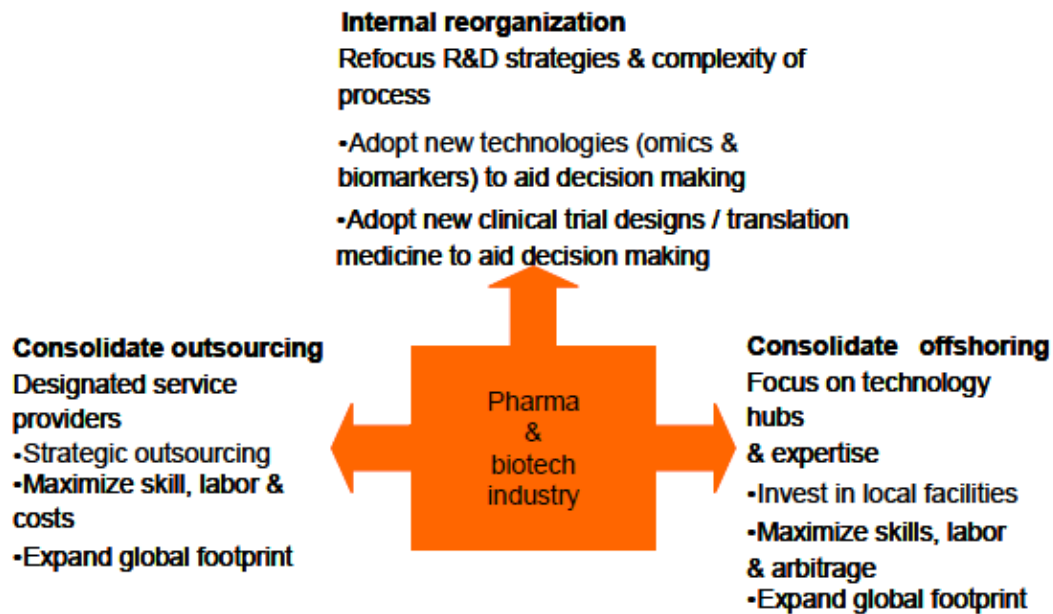 Internal reorganization
Refocus R&D strategies & complexity of
process
•Adopt new technologies (omics &
biomarkers) to aid decision making
•Adopt new clinical trial designs / translation
medicine to aid decision making
Consolidate outsourcing
Designated service
providers
•Strategic outsourcing
•Maximize skill, labor &
costs
•Expand global footprint
Pharma
&
biotech
industry
Consolidate offshoring
Focus on technology
hubs
& expertise
•Invest in local facilities
•Maximize skills, labor
& arbitrage
•Expand global footprint